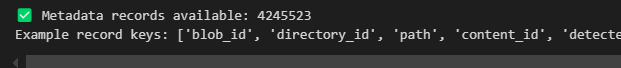 ✅ Metadata records available: 4245523
Example record keys: ['blob_id', 'directory_id', 'path', 'content_id', 'detecte